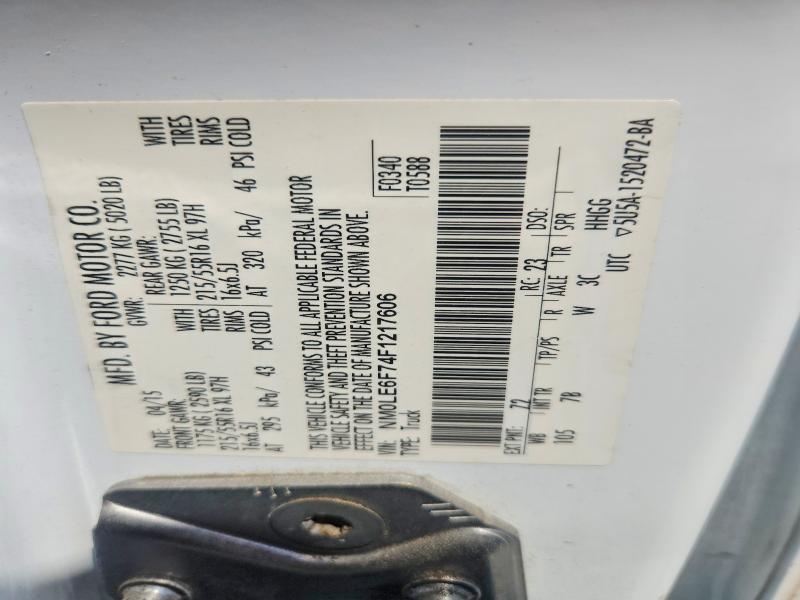 MFD. BY FORD MOTOR CO.
DATE: 04/15 GVWR: 2277 KG ( 5020 LB)
FRONT GAWR: REAR GAWR: WITH
1175 KG ( 2590 LB) 1250 KG ( 2755 LB) TIRES
215/55R16 XL 97H TIRES 215/55R16 XL 97H RIMS
16x6.5J RIMS 16x6.5J
AT 295 kPa/ 43 PSI COLD AT 320 kPa/ 46 PSI COLD
WITH
THIS VEHICLE CONFORMS TO ALL APPLICABLE FEDERAL MOTOR
VEHICLE SAFETY AND THEFT PREVENTION STANDARDS IN
EFFECT ON THE DATE OF MANUFACTURE SHOWN ABOVE.
VIN: NM0LE6F74F1217606
TYPE: Truck
F0340
T0588
EXT PNT: 72 RC: 23 DSO:
WB INT TR TP/PS R AXLE TR SPR
105 7B W 3C HHGG
UTC ▽5U5A-1520472-BA